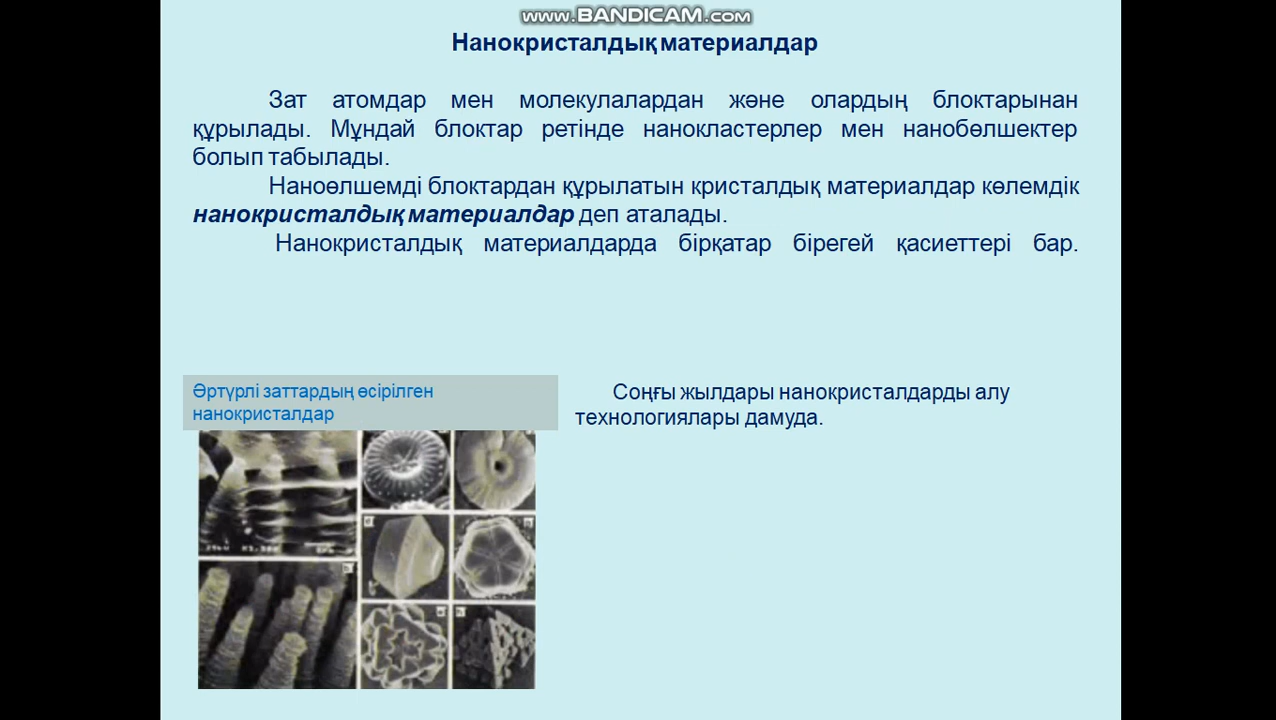 www.BANDICAM.com
Нанокристалдық материалдар
Зат атомдар мен молекулалардан және олардың блоктарынан
құрылады. Мұндай блоктар ретінде нанокластерлер мен нанобөлшектер
болып табылады.
Наноөлшемді блоктардан құрылатын кристалдық материалдар көлемдік
нанокристалдық материалдар деп аталады.
Нанокристалдық материалдарда бірқатар бірегей қасиеттері бар.
Әртүрлі заттардың өсірілген
нанокристалдар
Соңғы жылдары нанокристалдарды алу
технологиялары дамуда.